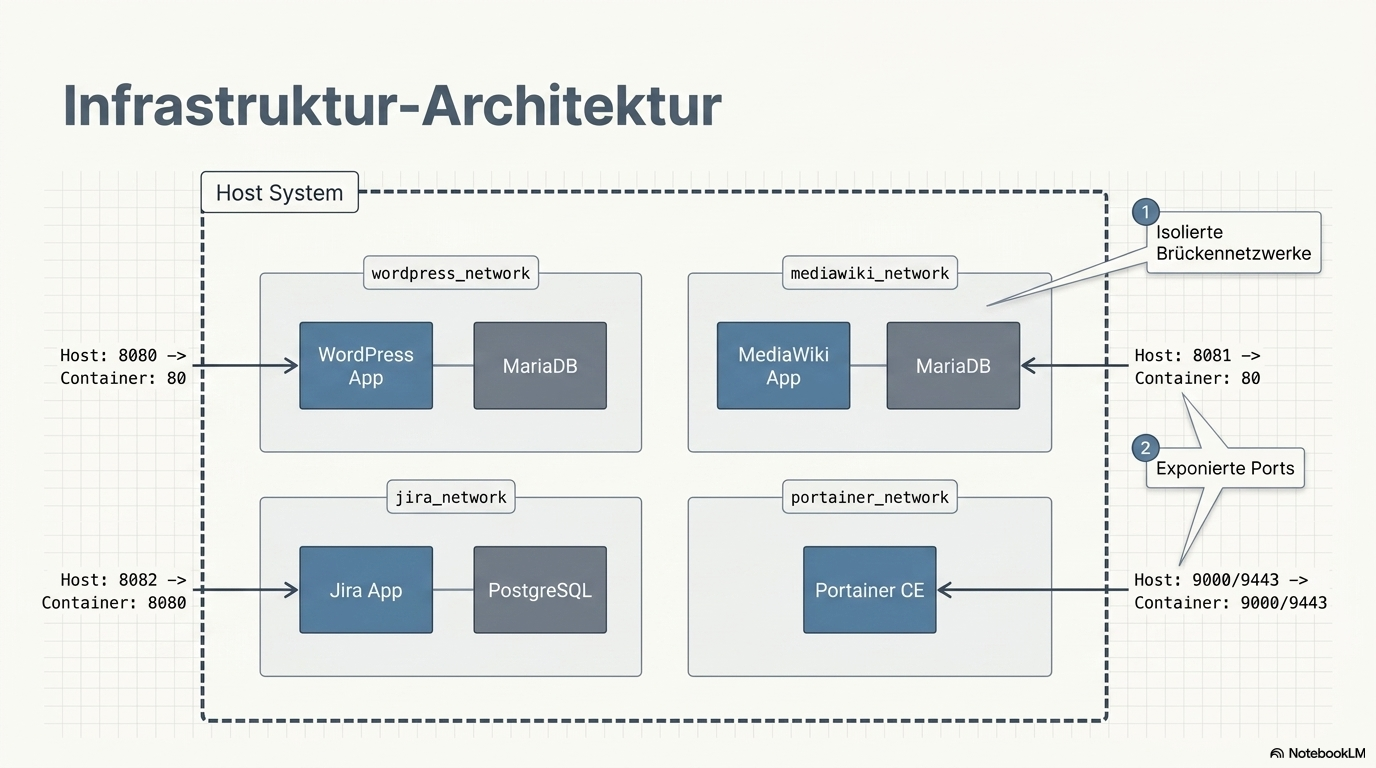 Infrastruktur-Architektur
Host System
1
Isolierte
Brückennetzwerke
wordpress_network
mediawiki_network
Host: 8080 ->
Container: 80
WordPress
App
MariaDB
MediaWiki
App
MariaDB
Host: 8081 ->
Container: 80
2
Exponierte Ports
jira_network
portainer_network
Host: 8082 ->
Container: 8080
Jira App
PostgreSQL
Portainer CE
Host: 9000/9443 ->
Container: 9000/9443
NotebookLM